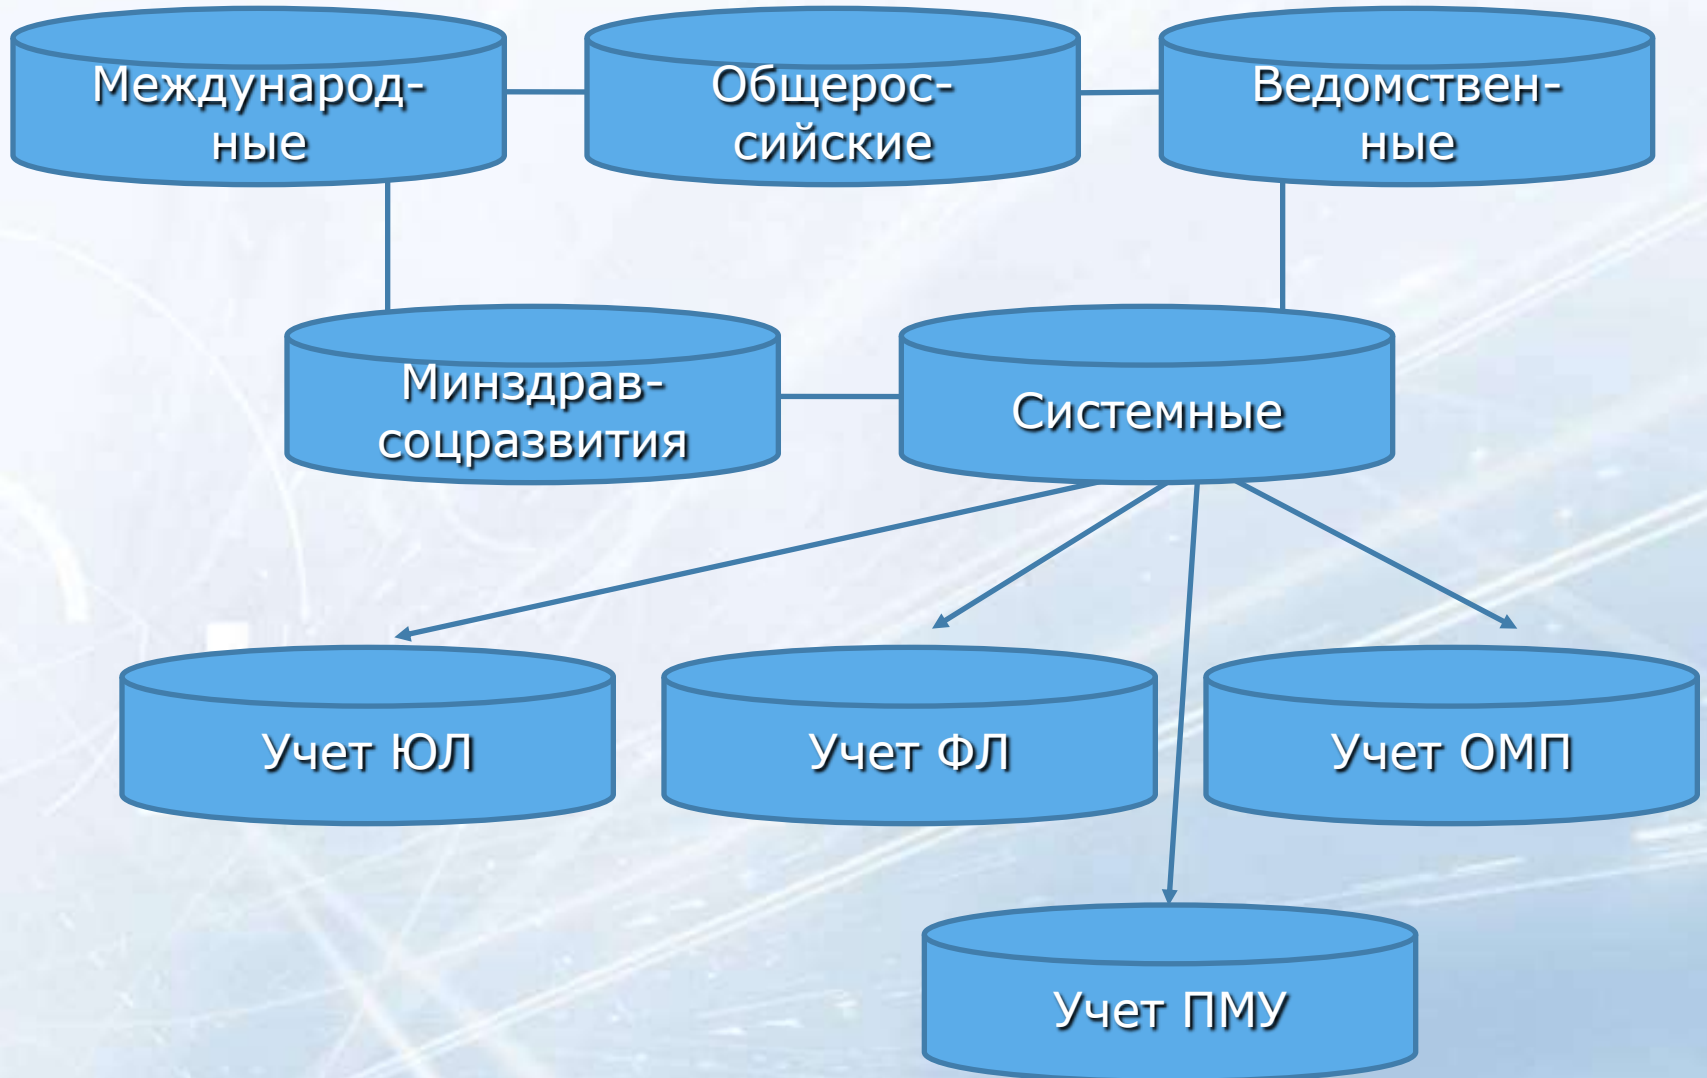 Международ-
ные
Общерос-
сийские
Ведомствен-
ные
Минздрав-
соцразвития
Системные
Учет ЮЛ
Учет ФЛ
Учет ОМП
Учет ПМУ